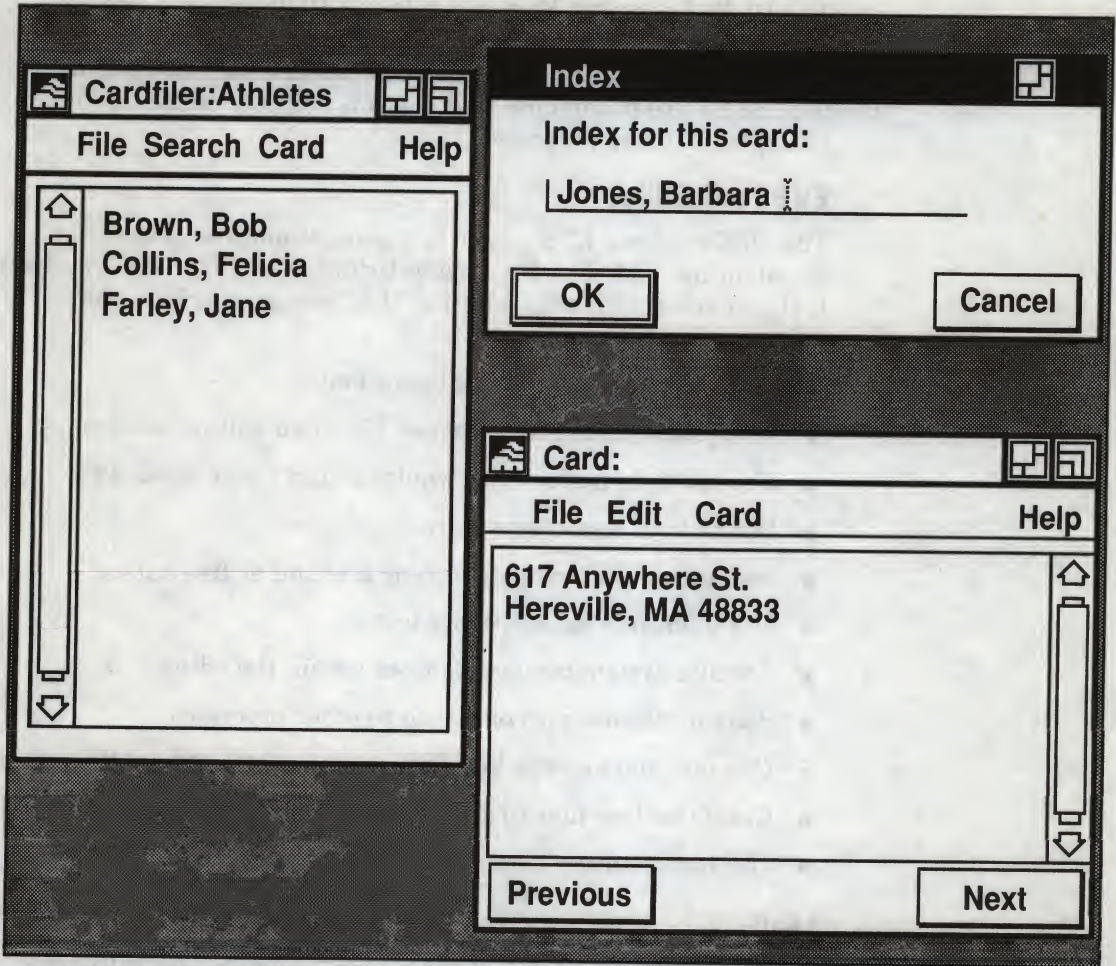 Cardfiler:Athletes
File Search Card Help
Brown, Bob
Collins, Felicia
Farley, Jane
Index
Index for this card:
Jones, Barbara
OK Cancel
Card:
File Edit Card Help
617 Anywhere St.
Hereville, MA 48833
Previous Next